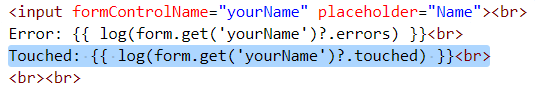 <input formControlName="yourName" placeholder="Name"><br>
Error: {{ log(form.get('yourName')?.errors) }}<br>
Touched: {{ log(form.get('yourName')?.touched) }}<br>
<br><br>